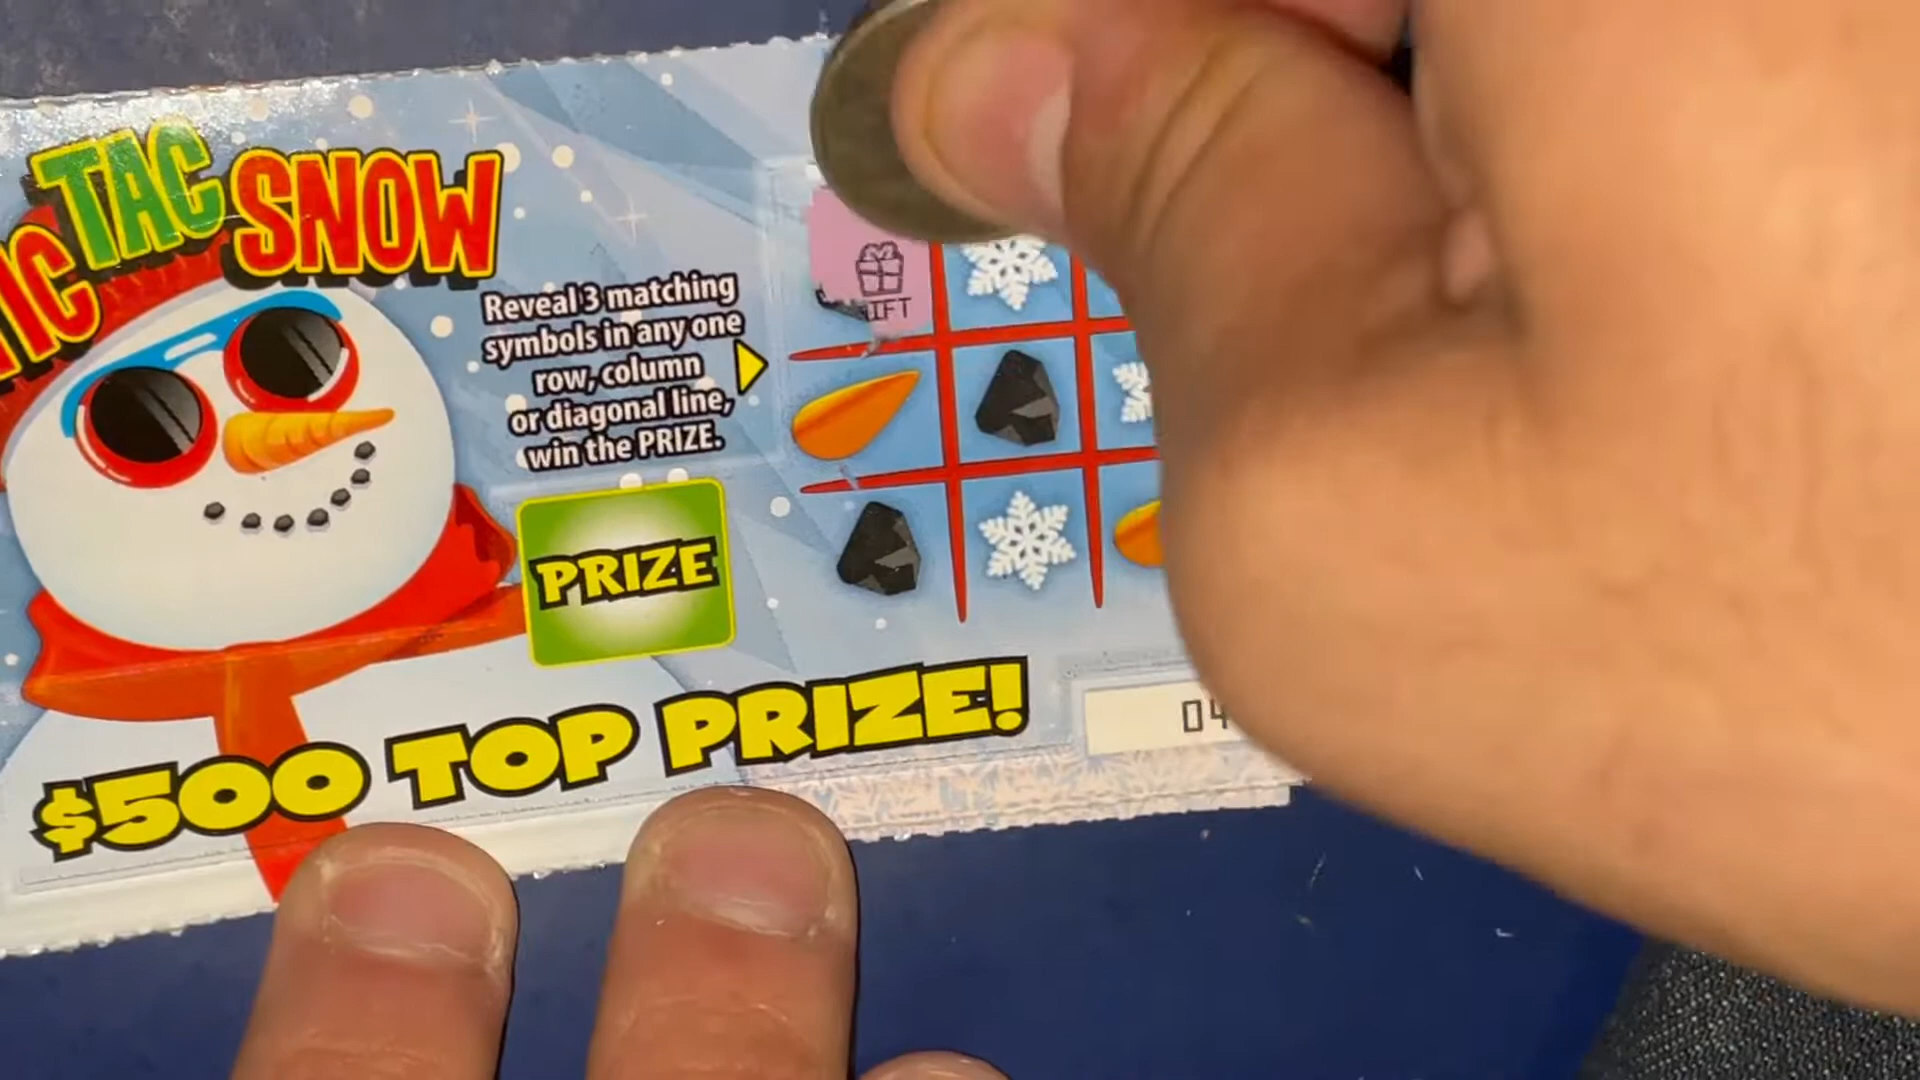 TAC SNOW
Reveal 3 matching
symbols in any one
row, column
or diagonal line,
win the PRIZE.
PRIZE
$500 TOP PRIZE!
04